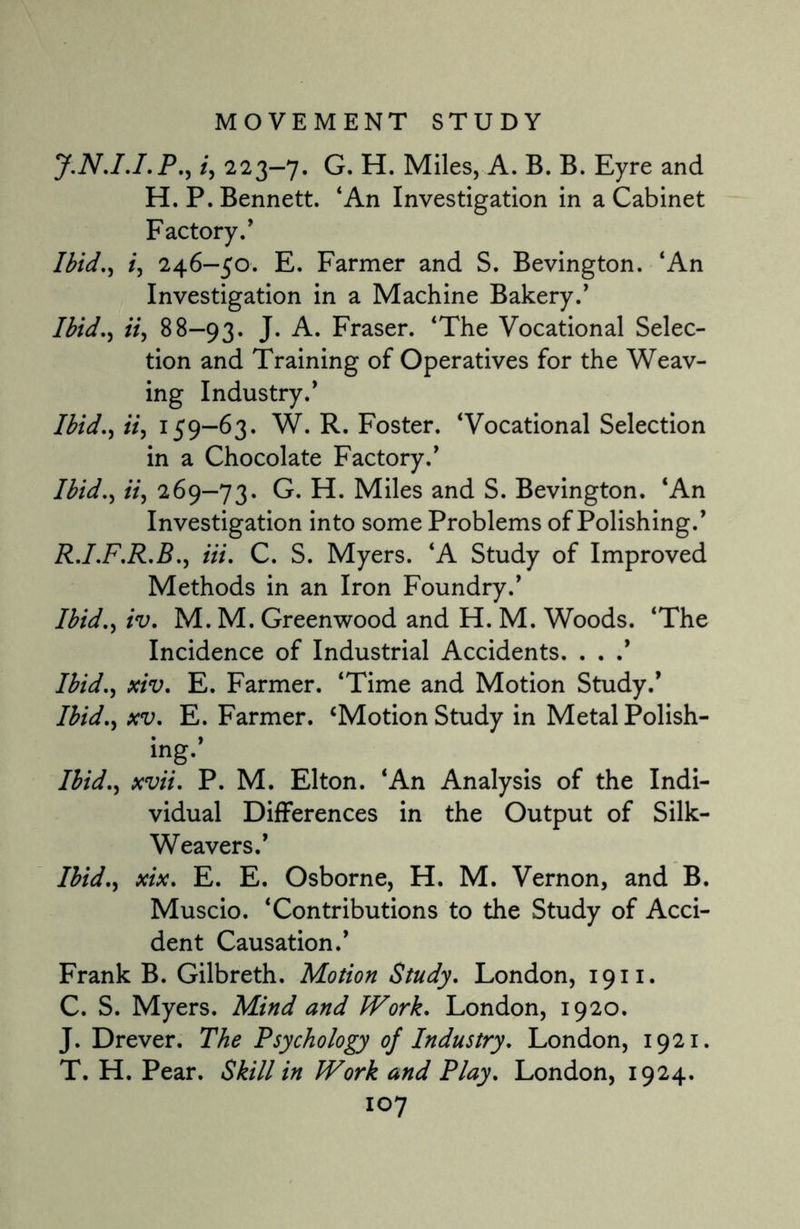 MOVEMENT STUDY
J.N.I.I.P., i, 223–7. G. H. Miles, A. B. B. Eyre and
H. P. Bennett. ‘An Investigation in a Cabinet
Factory.’
Ibid., i, 246–50. E. Farmer and S. Bevington. ‘An
Investigation in a Machine Bakery.’
Ibid., ii, 88–93. J. A. Fraser. ‘The Vocational Selec-
tion and Training of Operatives for the Weav-
ing Industry.’
Ibid., ii, 159–63. W. R. Foster. ‘Vocational Selection
in a Chocolate Factory.’
Ibid., ii, 269–73. G. H. Miles and S. Bevington. ‘An
Investigation into some Problems of Polishing.’
R.I.F.R.B., iii. C. S. Myers. ‘A Study of Improved
Methods in an Iron Foundry.’
Ibid., iv. M. M. Greenwood and H. M. Woods. ‘The
Incidence of Industrial Accidents. . . .’
Ibid., xiv. E. Farmer. ‘Time and Motion Study.’
Ibid., xv. E. Farmer. ‘Motion Study in Metal Polish-
ing.’
Ibid., xvii. P. M. Elton. ‘An Analysis of the Indi-
vidual Differences in the Output of Silk-
Weavers.’
Ibid., xix. E. E. Osborne, H. M. Vernon, and B.
Muscio. ‘Contributions to the Study of Acci-
dent Causation.’
Frank B. Gilbreth. Motion Study. London, 1911.
C. S. Myers. Mind and Work. London, 1920.
J. Drever. The Psychology of Industry. London, 1921.
T. H. Pear. Skill in Work and Play. London, 1924.
107